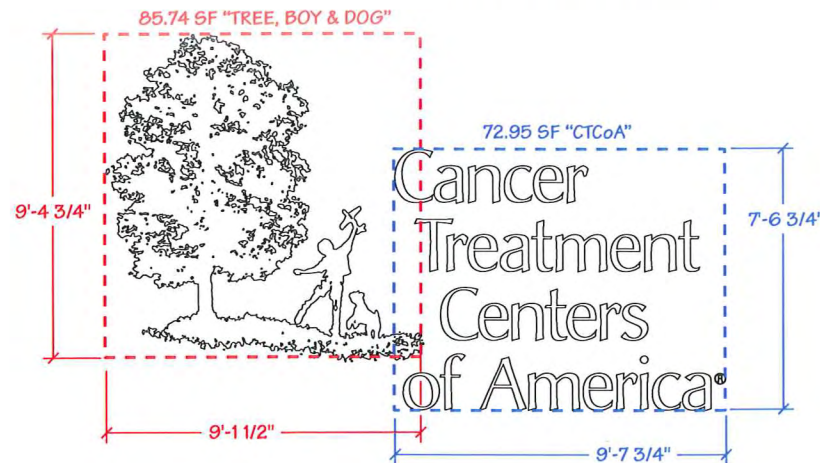 85.74 SF "TREE, BOY & DOG"
72.95 SF "CTCoA"
9'-4 3/4"
Cancer
Treatment
Centers
of America®
7'-6 3/4"
9'-1 1/2"
9'-7 3/4"